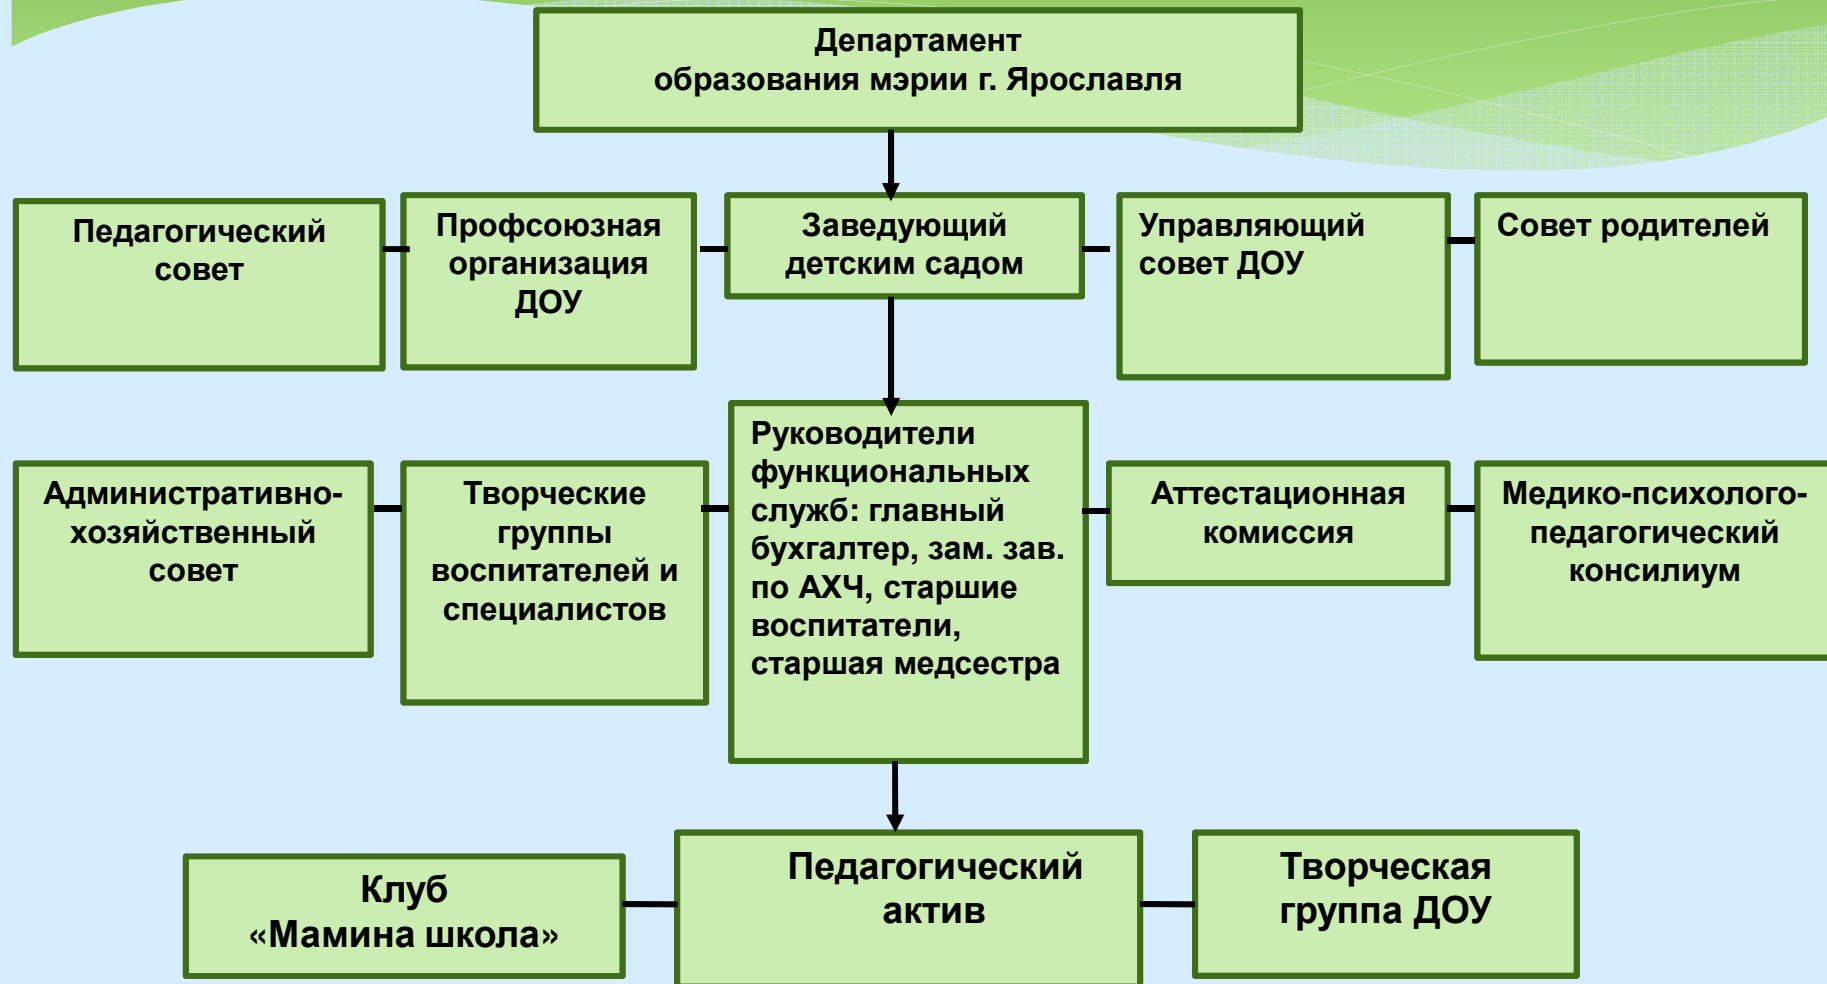 Департамент
образования мэрии г. Ярославля
Педагогический
совет
Профсоюзная
организация
ДОУ
Заведующий
детским садом
Управляющий
совет ДОУ
Совет родителей
Административно-
хозяйственный
совет
Творческие
группы
воспитателей и
специалистов
Руководители
функциональных
служб: главный
бухгалтер, зам. зав.
по АХЧ, старшие
воспитатели,
старшая медсестра
Аттестационная
комиссия
Медико-психолого-
педагогический
консилиум
Клуб
«Мамина школа»
Педагогический
актив
Творческая
группа ДОУ